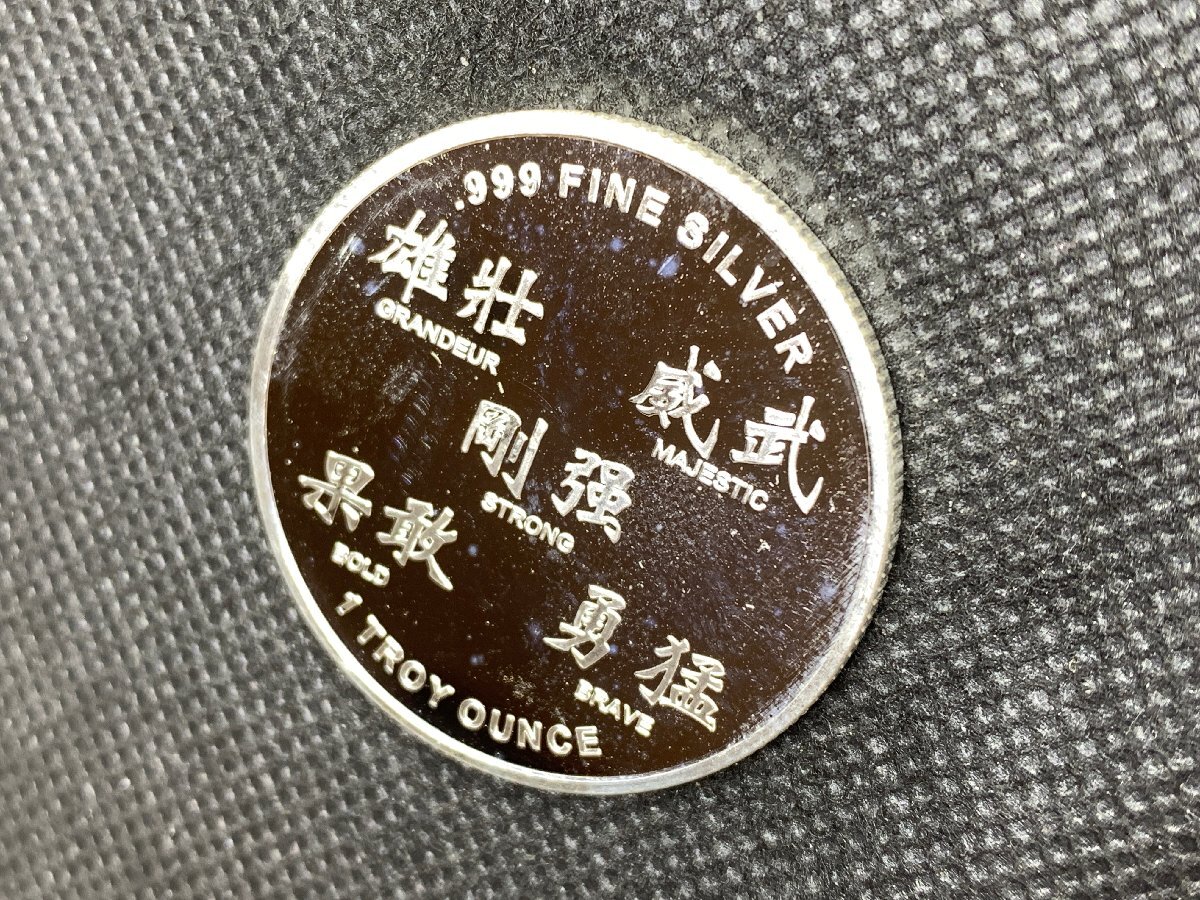 .999 FINE SILVER
雄壯
GRANDEUR
威武
MAJESTIC
剛强
STRONG
果敢
BOLD
勇猛
BRAVE
1 TROY OUNCE